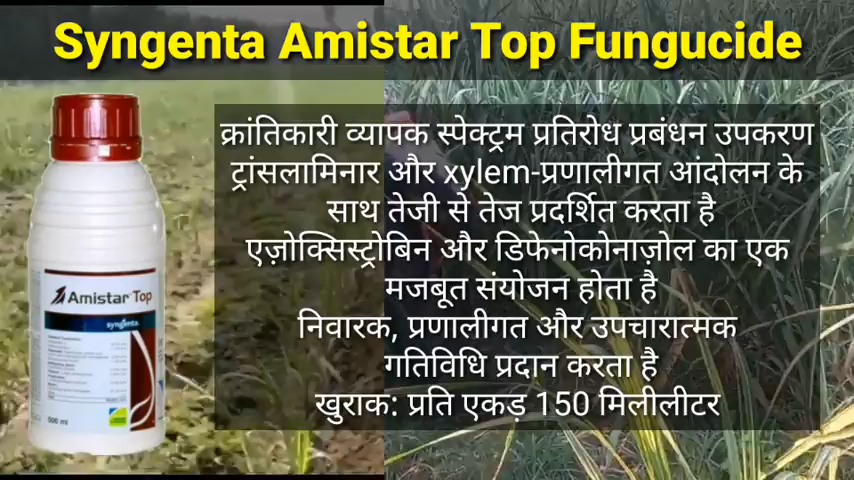 Syngenta Amistar Top Fungucide
क्रांतिकारी व्यापक स्पेक्ट्रम प्रतिरोध प्रबंधन उपकरण
ट्रांसलामिनार और xylem-प्रणालीगत आंदोलन के
साथ तेजी से तेज प्रदर्शित करता है
एज़ोक्सिस्ट्रोबिन और डिफेनोकोनाज़ोल का एक
मजबूत संयोजन होता है
निवारक, प्रणालीगत और उपचारात्मक
गतिविधि प्रदान करता है
खुराक: प्रति एकड़ 150 मिलीलीटर
Amistar Top
syngenta
500 ml